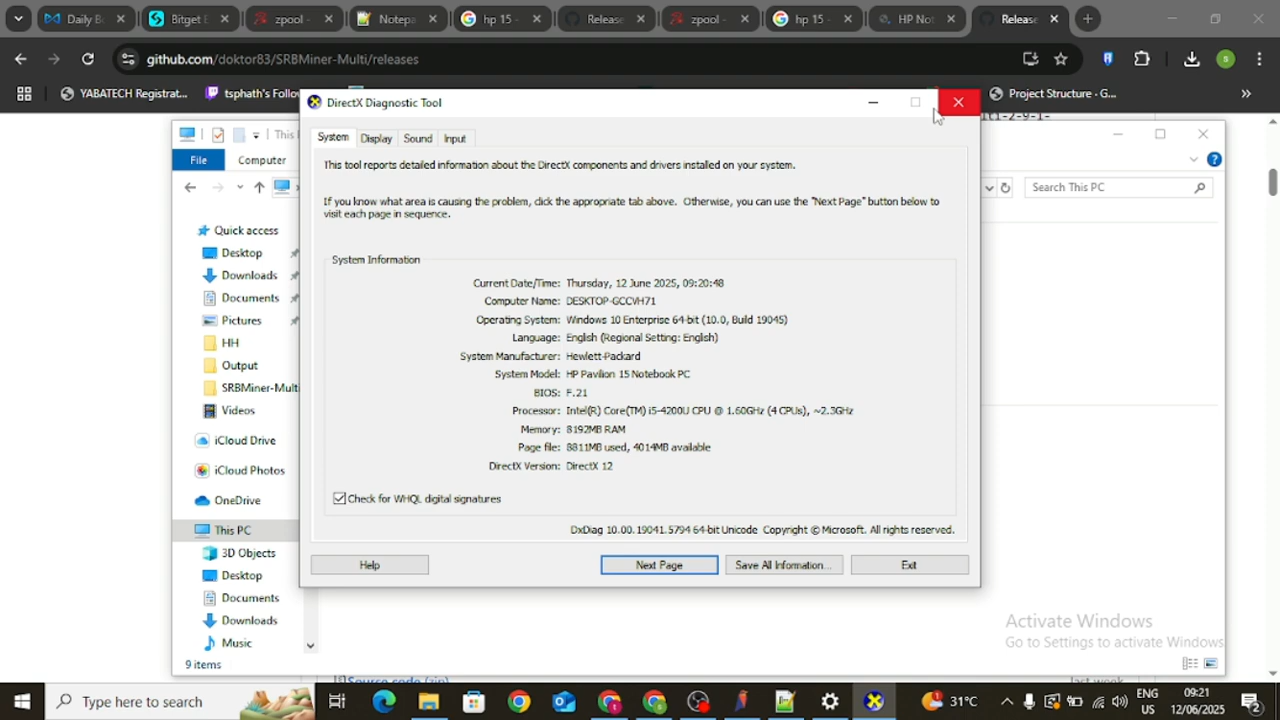 Daily B
Bitget E
zpool -
Notepa
hp 15 -
Release
zpool -
hp 15 -
HP Not
Release
github.com/doktor83/SRBMiner-Multi/releases
S
YABATECH Registrat...
tsphath's Follo
Project Structure - G...
DirectX Diagnostic Tool
This
File
Computer
Search This PC
System
Display
Sound
Input
This tool reports detailed information about the DirectX components and drivers installed on your system.
If you know what area is causing the problem, click the appropriate tab above. Otherwise, you can use the "Next Page" button below to
visit each page in sequence.
System Information
Current Date/Time: Thursday, 12 June 2025, 09:20:48
Computer Name: DESKTOP-GCCVH71
Operating System: Windows 10 Enterprise 64-bit (10.0, Build 19045)
Language: English (Regional Setting: English)
System Manufacturer: Hewlett-Packard
System Model: HP Pavilion 15 Notebook PC
BIOS: F.21
Processor: Intel(R) Core(TM) i5-4200U CPU @ 1.60GHz (4 CPUs), ~2.3GHz
Memory: 8192MB RAM
Page file: 8811MB used, 4014MB available
DirectX Version: DirectX 12
Check for WHQL digital signatures
DxDiag 10.00.19041.5794 64-bit Unicode Copyright © Microsoft. All rights reserved.
Help
Next Page
Save All Information...
Exit
Quick access
Desktop
Downloads
Documents
Pictures
HH
Output
SRBMiner-Multi
Videos
iCloud Drive
iCloud Photos
OneDrive
This PC
3D Objects
Desktop
Documents
Downloads
Music
9 items
Activate Windows
Go to Settings to activate Windows
Source code (zip)
last week
Type here to search
31°C
ENG
US
09:21
12/06/2025
2